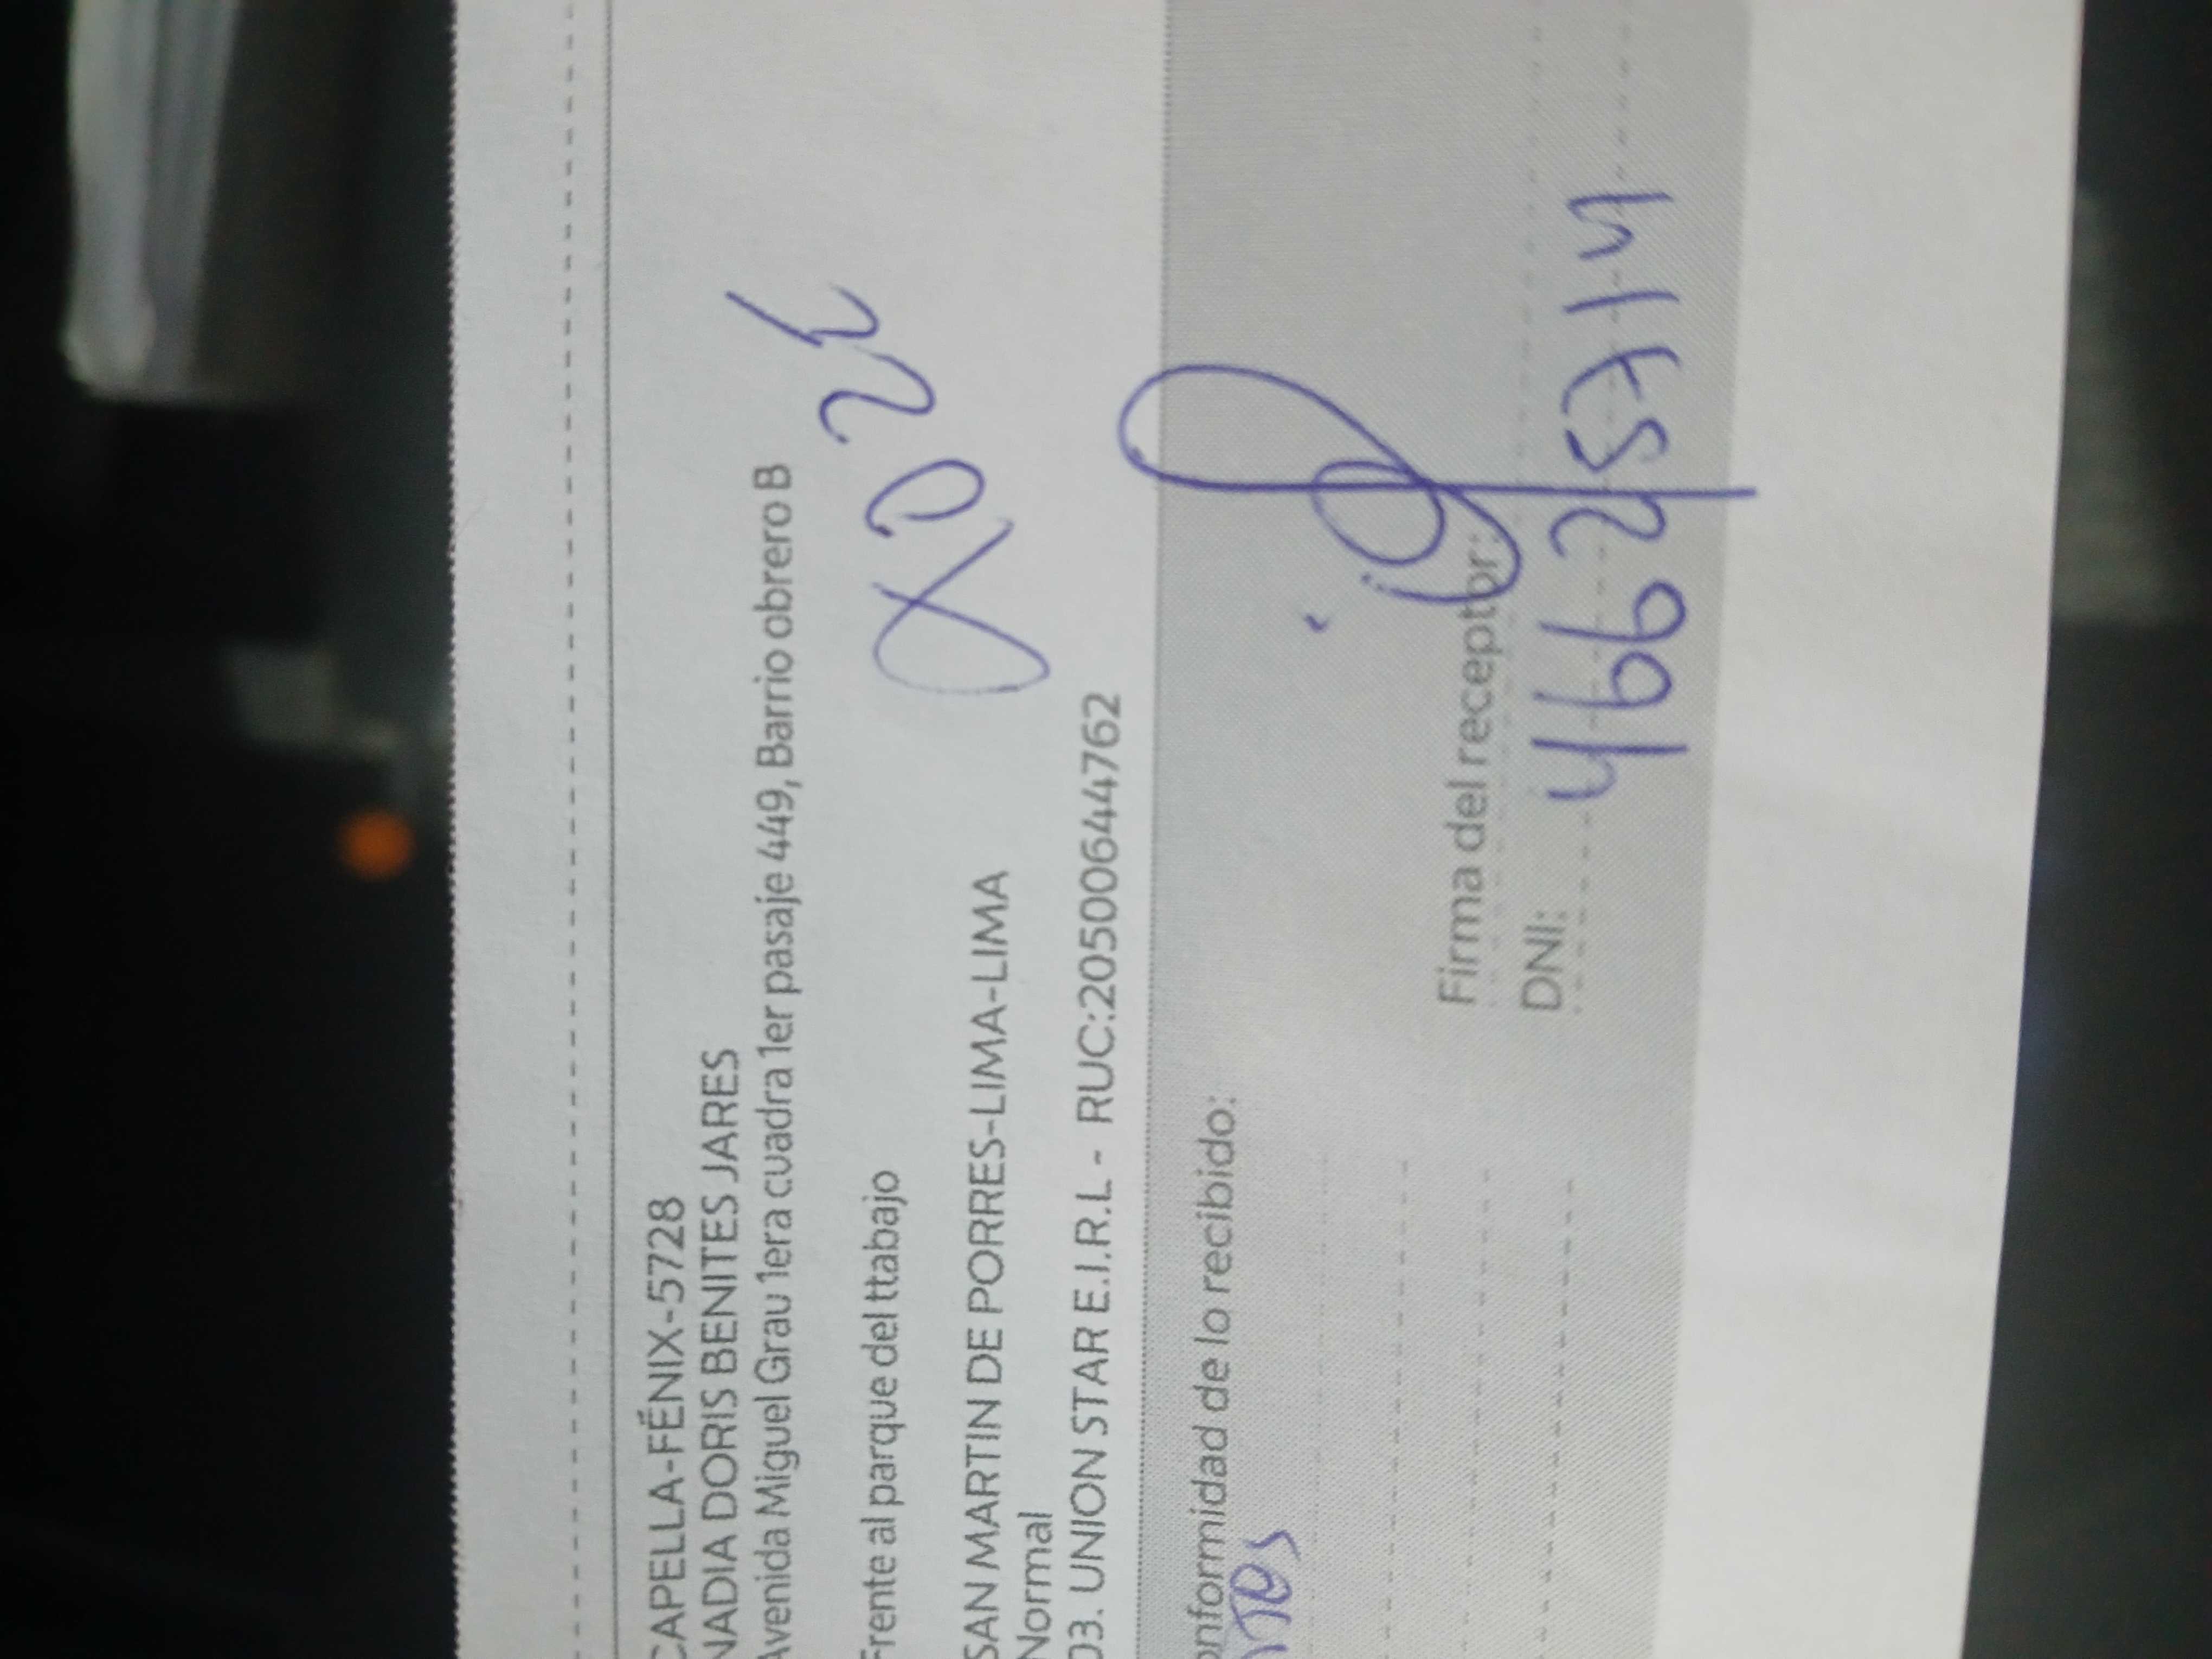 CAPELLA-FÉNIX-5728
NADIA DORIS BENITES JARES
Avenida Miguel Grau 1era cuadra 1er pasaje 449, Barrio obrero B
Frente al parque del ttabajo
SAN MARTIN DE PORRES-LIMA-LIMA
Normal
03. UNION STAR E.I.R.L - RUC:20500644762
onformidad de lo recibido:
Firma del receptor:
DNI: 46625714